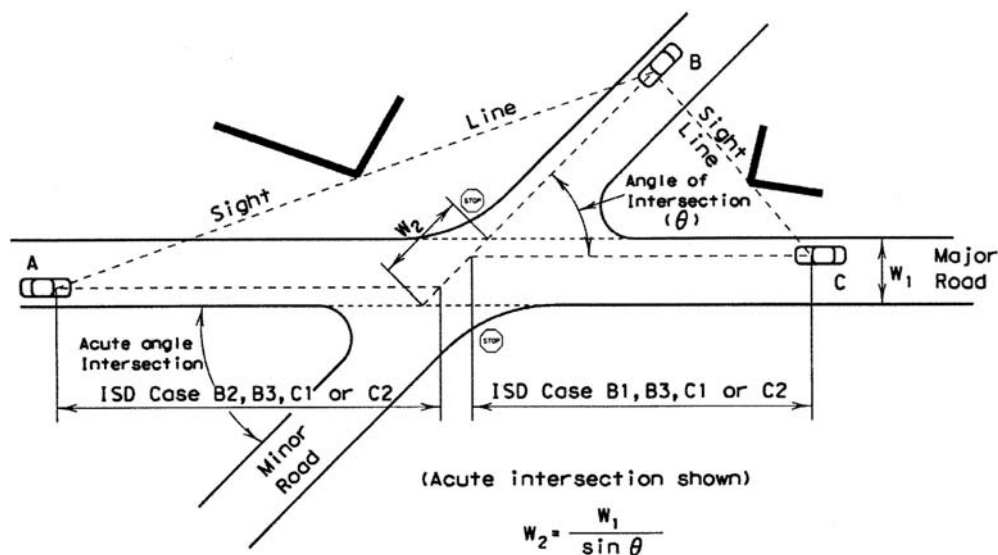 B
Sight
Line
Sight
Line
STOP
W2
Angle of
Intersection
(θ)
A
C
W1
Major
Road
STOP
Acute angle
Intersection
ISD Case B2,B3,C1 or C2
ISD Case B1,B3,C1 or C2
Minor
Road
(Acute intersection shown)
W2 = W1 / sin θ